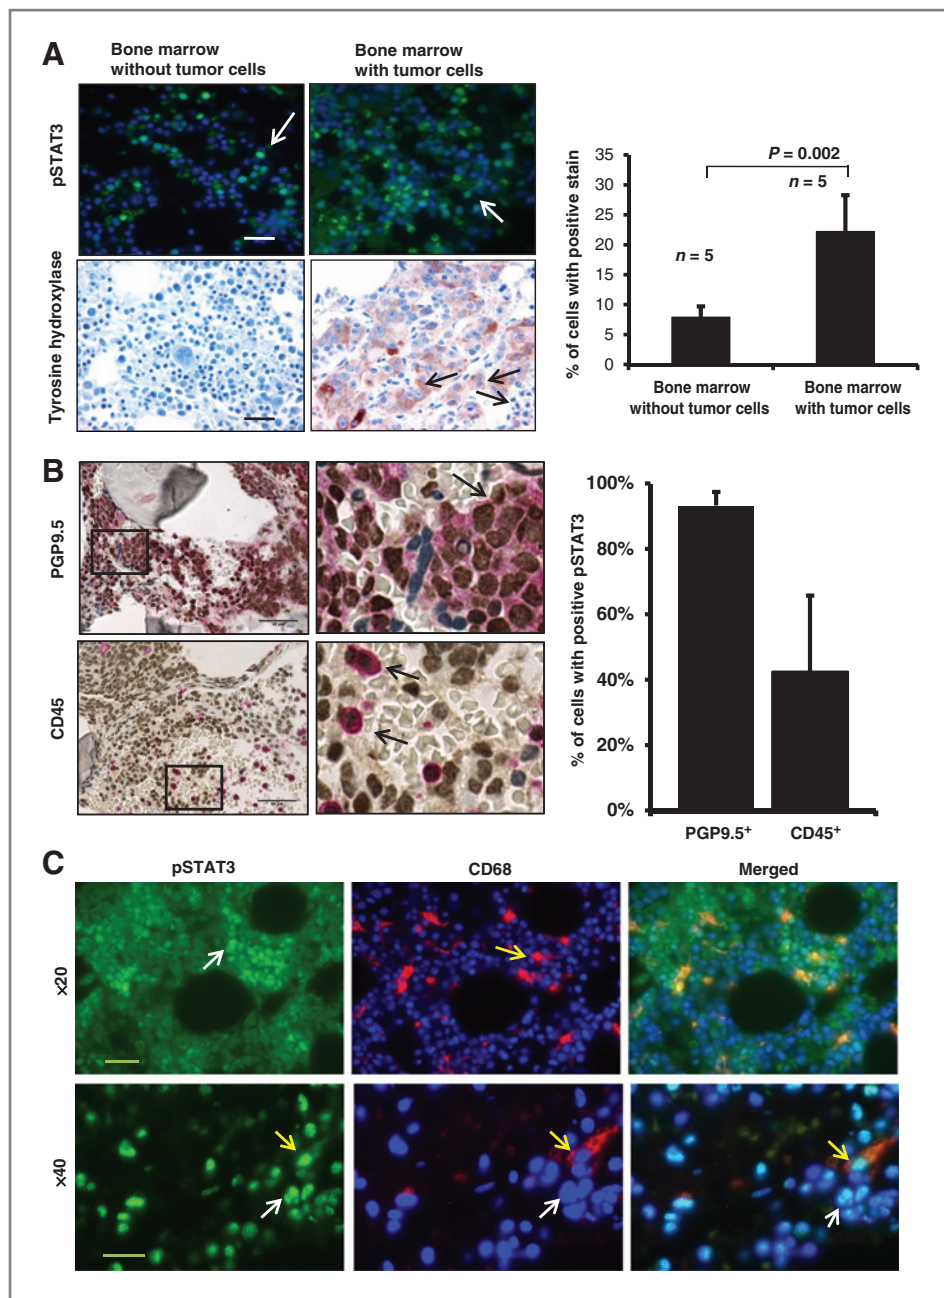 A
Bone marrow
without tumor cells
Bone marrow
with tumor cells
pSTAT3
Tyrosine hydroxylase
% of cells with positive stain
35
30
25
20
15
10
5
0
P = 0.002
n = 5
n = 5
Bone marrow
without tumor cells
Bone marrow
with tumor cells
B
PGP9.5
CD45
% of cells with positive pSTAT3
100%
80%
60%
40%
20%
0%
PGP9.5+
CD45+
C
pSTAT3
CD68
Merged
×20
×40